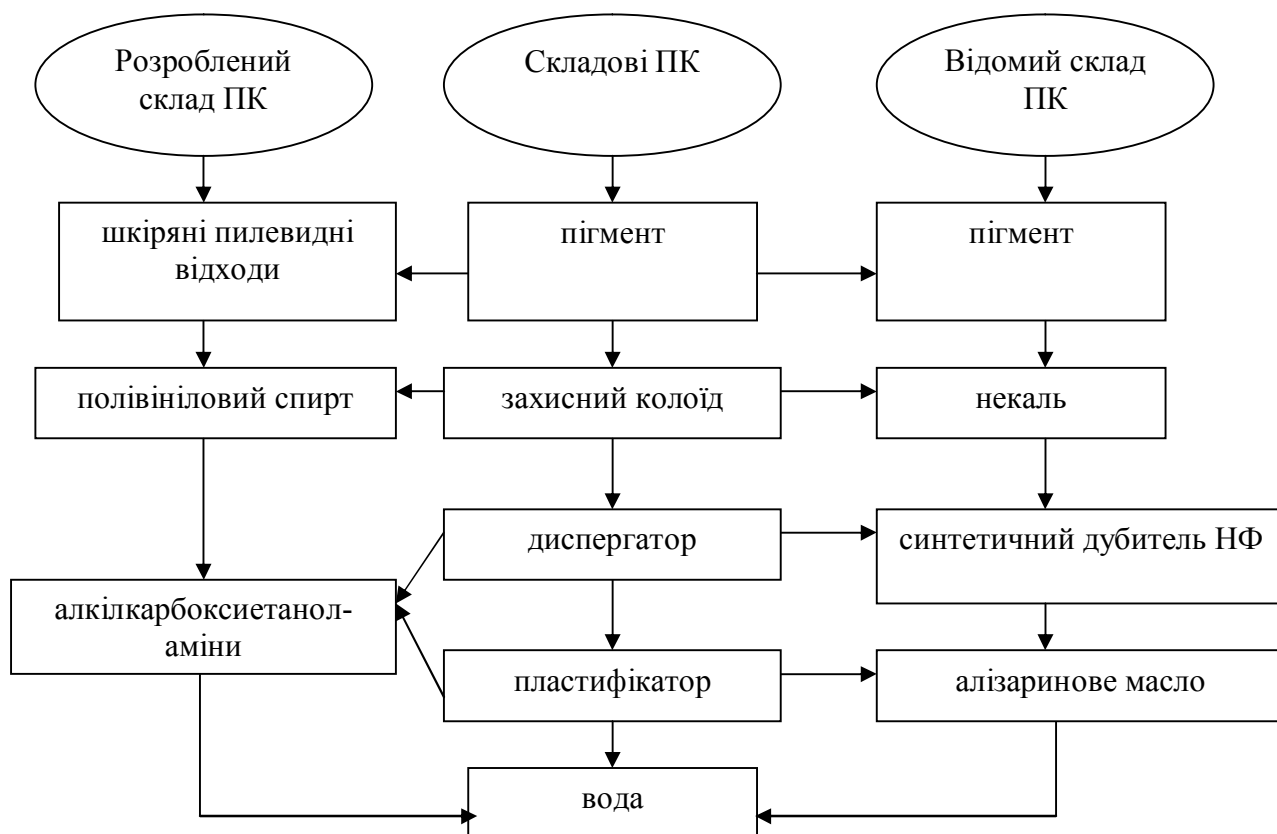 Розроблений
склад ПК
Складові ПК
Відомий склад
ПК
шкіряні пилевидні
відходи
пігмент
пігмент
полівініловий спирт
захисний колоїд
некаль
диспергатор
синтетичний дубитель НФ
алкілкарбоксиетанол-
аміни
пластифікатор
алізаринове масло
вода